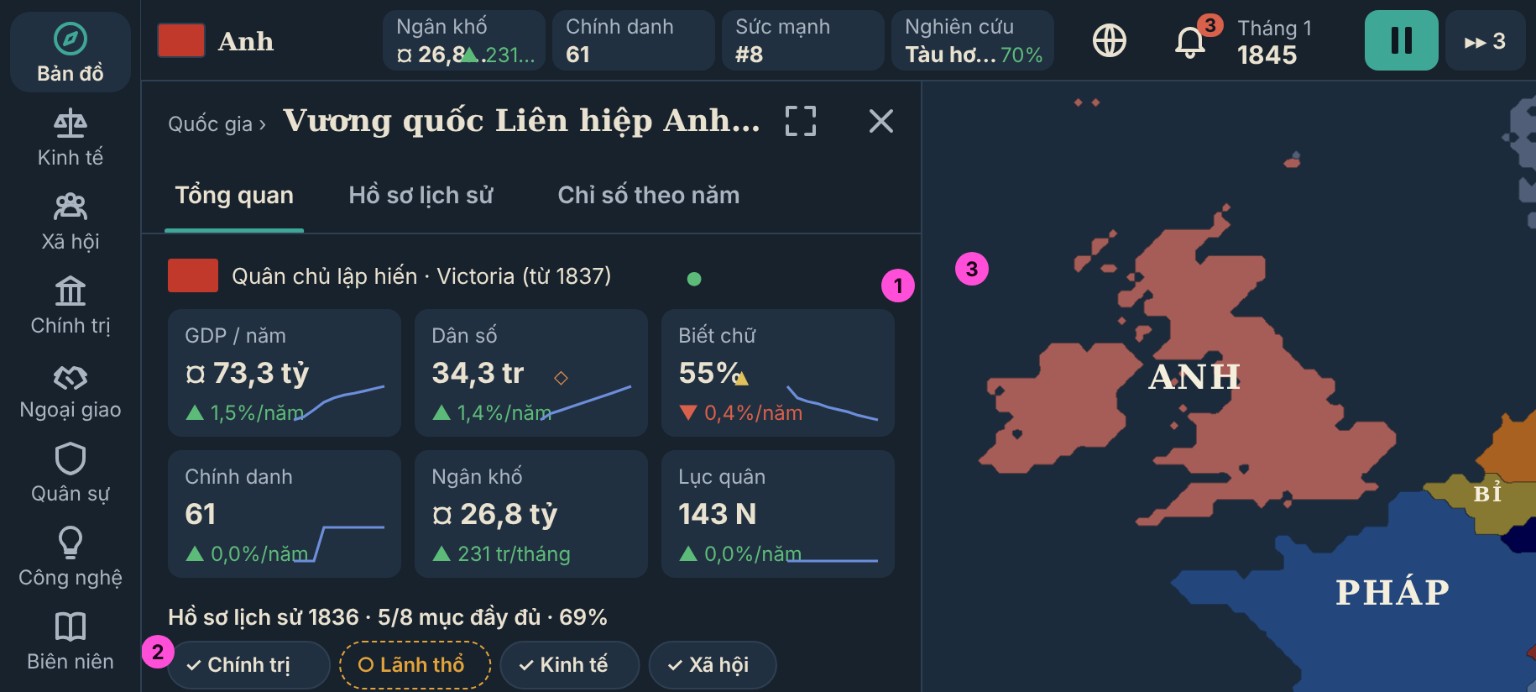 Bản đồ
Kinh tế
Xã hội
Chính trị
Ngoại giao
Quân sự
Công nghệ
Biên niên
Anh
Ngân khố
¤ 26,8... ▲231...
Chính danh
61
Sức mạnh
#8
Nghiên cứu
Tàu hơ... 70%
3
Tháng 1
1845
▸▸ 3
Quốc gia › Vương quốc Liên hiệp Anh...
Tổng quan
Hồ sơ lịch sử
Chỉ số theo năm
Quân chủ lập hiến · Victoria (từ 1837)
1
GDP / năm
¤ 73,3 tỷ
▲ 1,5%/năm
Dân số
34,3 tr
▲ 1,4%/năm
Biết chữ
55%
▼ 0,4%/năm
Chính danh
61
▲ 0,0%/năm
Ngân khố
¤ 26,8 tỷ
▲ 231 tr/tháng
Lục quân
143 N
▲ 0,0%/năm
Hồ sơ lịch sử 1836 · 5/8 mục đầy đủ · 69%
2
✓ Chính trị
○ Lãnh thổ
✓ Kinh tế
✓ Xã hội
3
ANH
BỈ
PHÁP